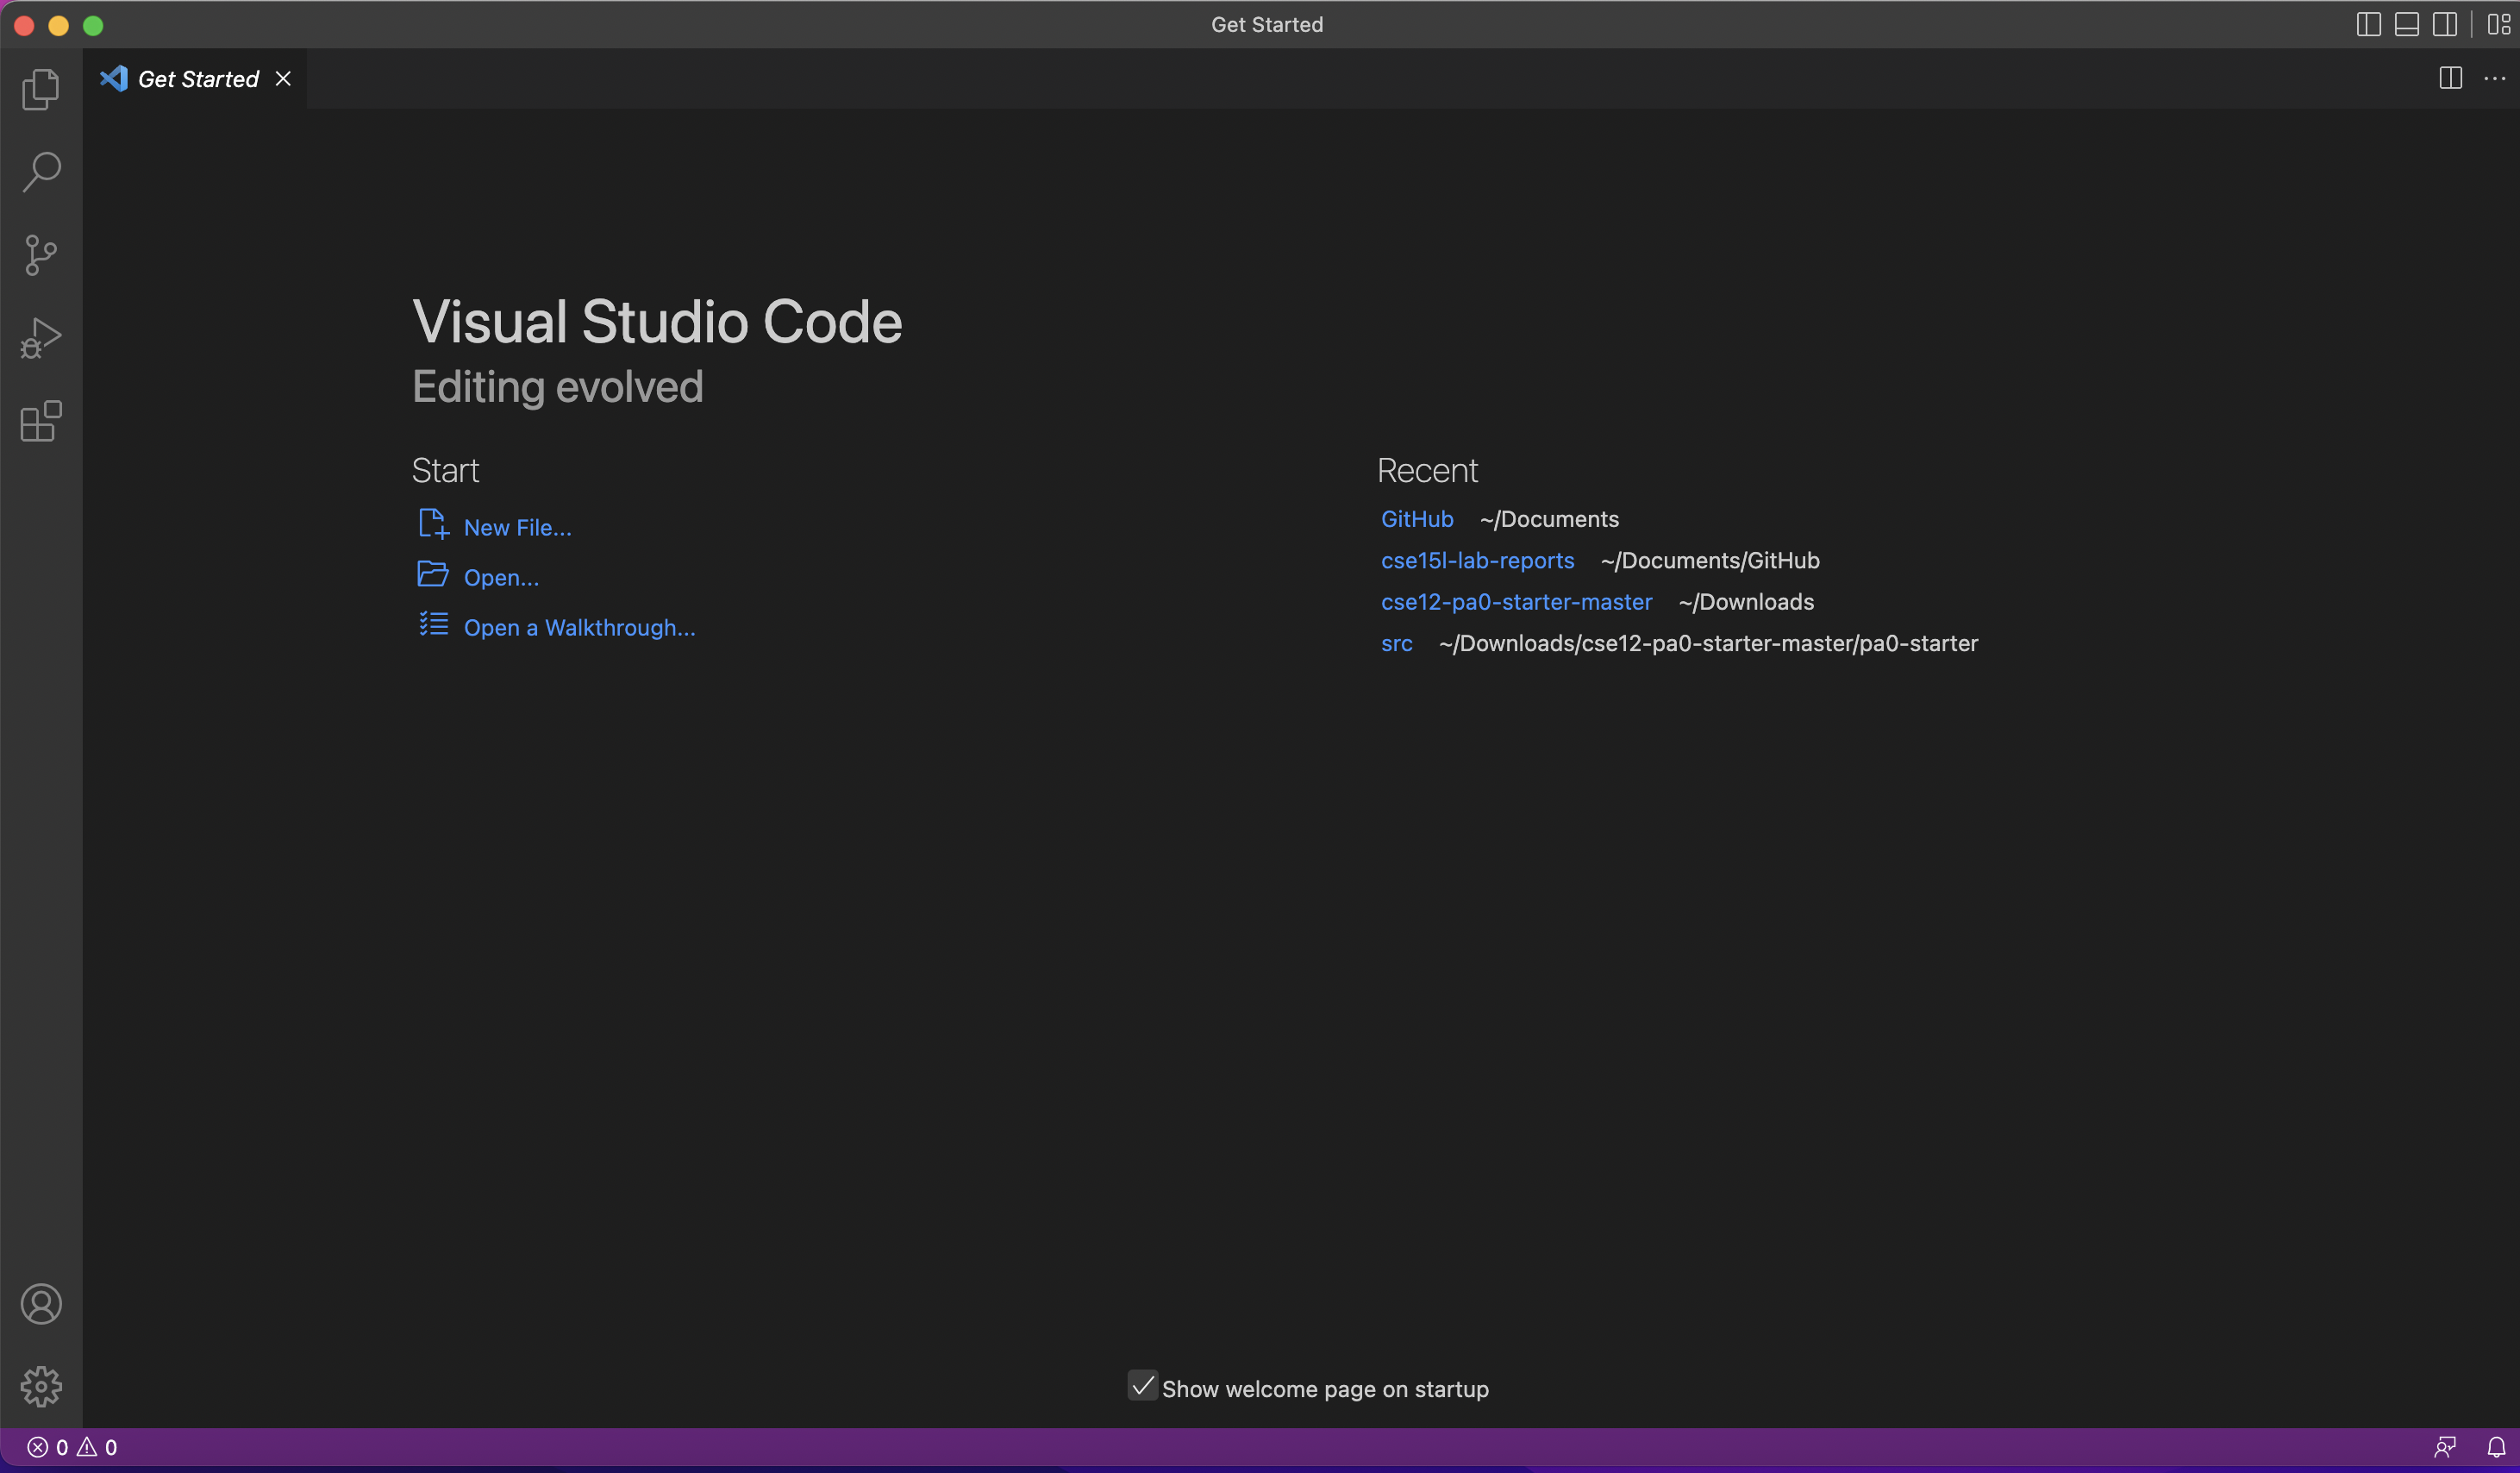 Get Started
Get Started
Visual Studio Code
Editing evolved
Start
New File...
Open...
Open a Walkthrough...
Recent
GitHub ~/Documents
cse15l-lab-reports ~/Documents/GitHub
cse12-pa0-starter-master ~/Downloads
src ~/Downloads/cse12-pa0-starter-master/pa0-starter
Show welcome page on startup
0 0